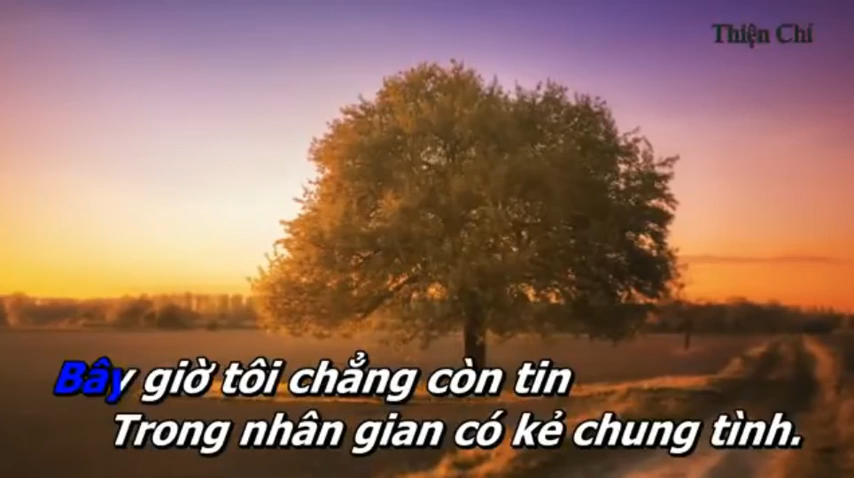 Thiện Chí
Bây giờ tôi chẳng còn tin
Trong nhân gian có kẻ chung tình.